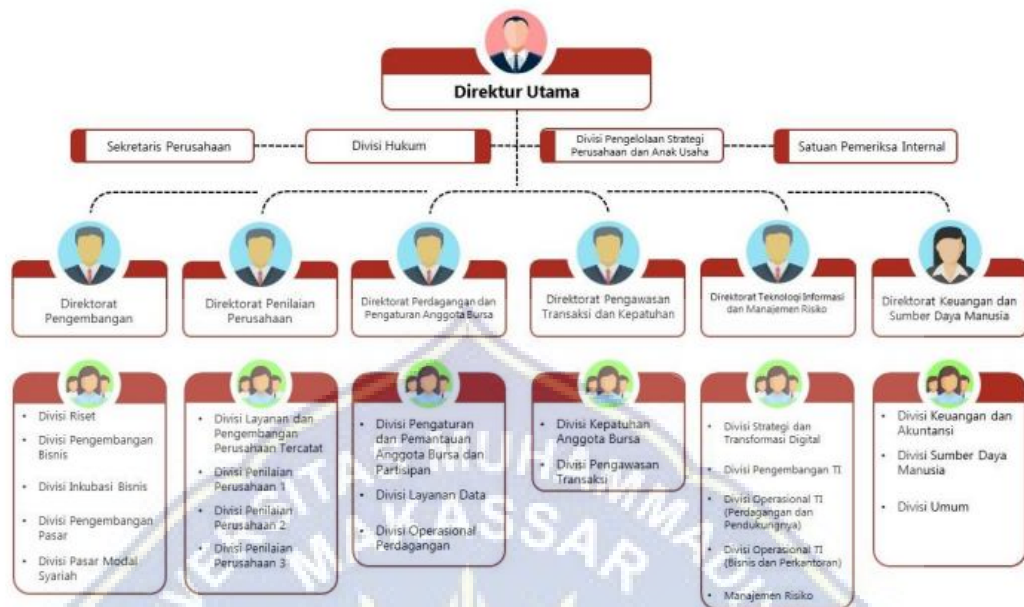 Direktur Utama
Sekretaris Perusahaan
Divisi Hukum
Divisi Pengelolaan Strategi
Perusahaan dan Anak Usaha
Satuan Pemeriksa Internal
Direktorat
Pengembangan
Direktorat Penilaian
Perusahaan
Direktorat Perdagangan dan
Pengaturan Anggota Bursa
Direktorat Pengawasan
Transaksi dan Kepatuhan
Direktorat Teknologi Informasi
dan Manajemen Risiko
Direktorat Keuangan dan
Sumber Daya Manusia
• Divisi Riset
• Divisi Pengembangan
Bisnis
• Divisi Inkubasi Bisnis
• Divisi Pengembangan
Pasar
• Divisi Pasar Modal
Syariah
• Divisi Layanan dan
Pengembangan
Perusahaan Tercatat
• Divisi Penilaian
Perusahaan 1
• Divisi Penilaian
Perusahaan 2
• Divisi Penilaian
Perusahaan 3
• Divisi Pengaturan
dan Pemantauan
Anggota Bursa dan
Partisipan
• Divisi Layanan Data
• Divisi Operasional
Perdagangan
• Divisi Kepatuhan
Anggota Bursa
• Divisi Pengawasan
Transaksi
• Divisi Strategi dan
Transformasi Digital
• Divisi Pengembangan TI
• Divisi Operasional TI
(Perdagangan dan
Pendukungnya)
• Divisi Operasional TI
(Bisnis dan Perkantoran)
• Manajemen Risiko
• Divisi Keuangan dan
Akuntansi
• Divisi Sumber Daya
Manusia
• Divisi Umum
MAKASSAR